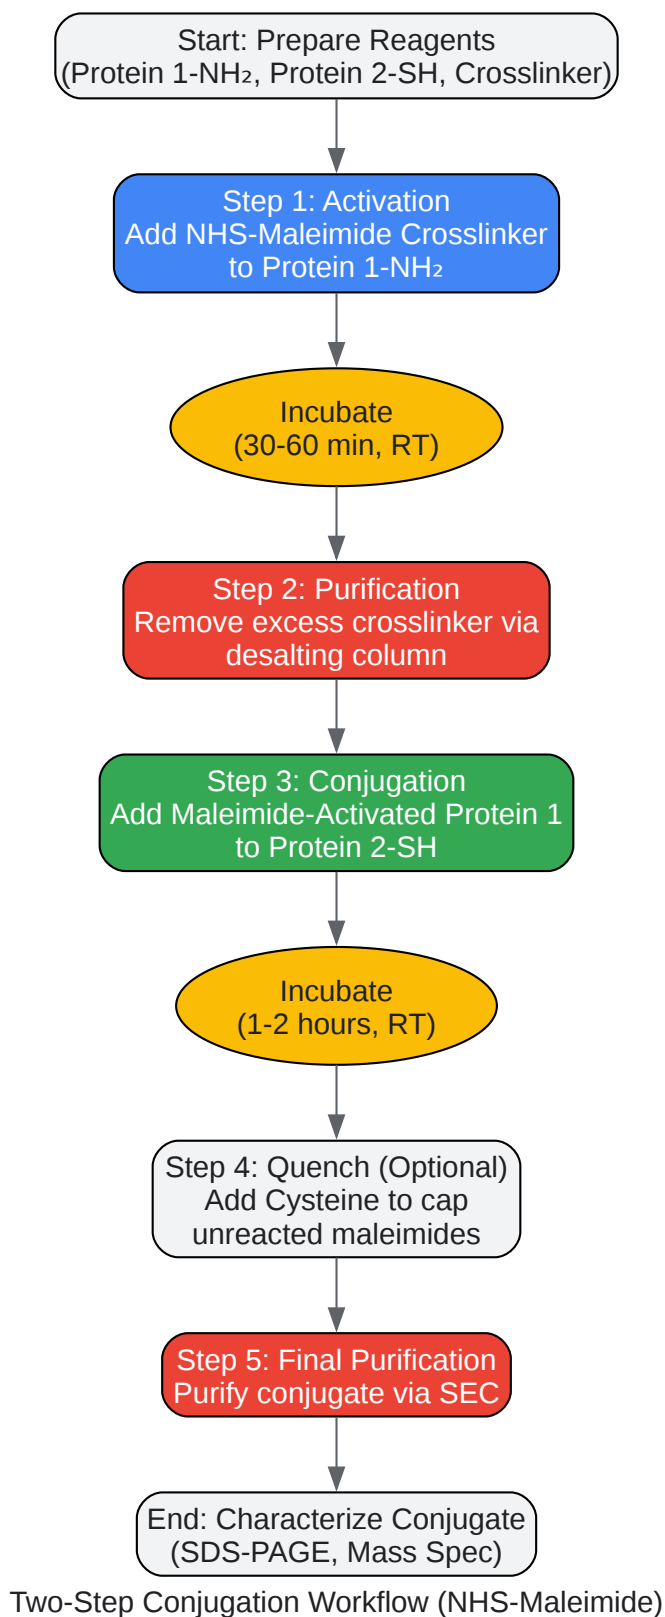 Start: Prepare Reagents
(Protein 1-NH₂, Protein 2-SH, Crosslinker)
Step 1: Activation
Add NHS-Maleimide Crosslinker
to Protein 1-NH₂
Incubate
(30-60 min, RT)
Step 2: Purification
Remove excess crosslinker via
desalting column
Step 3: Conjugation
Add Maleimide-Activated Protein 1
to Protein 2-SH
Incubate
(1-2 hours, RT)
Step 4: Quench (Optional)
Add Cysteine to cap
unreacted maleimides
Step 5: Final Purification
Purify conjugate via SEC
End: Characterize Conjugate
(SDS-PAGE, Mass Spec)
Two-Step Conjugation Workflow (NHS-Maleimide)